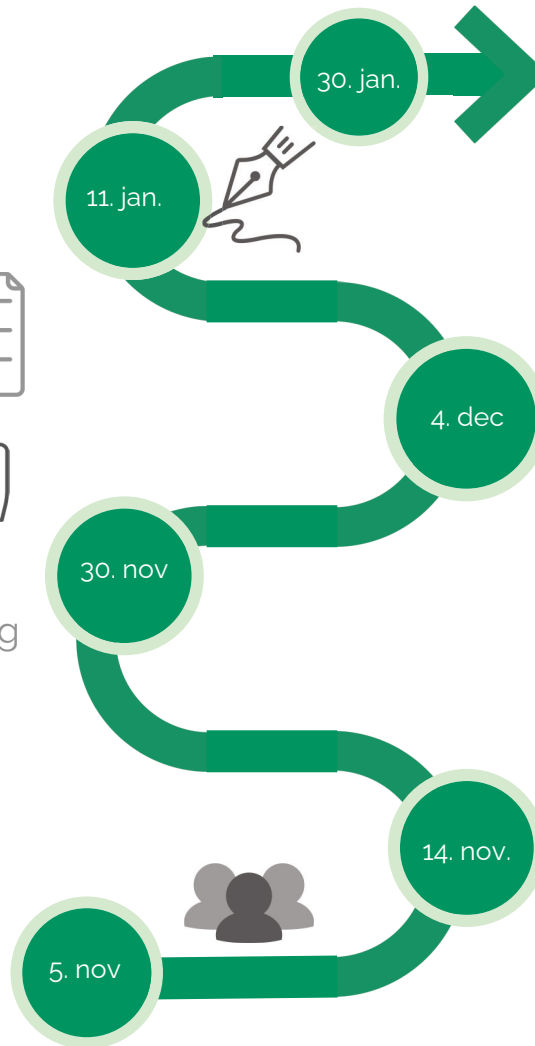 30. jan.
11. jan.
4. dec
30. nov
g
14. nov.
5. nov